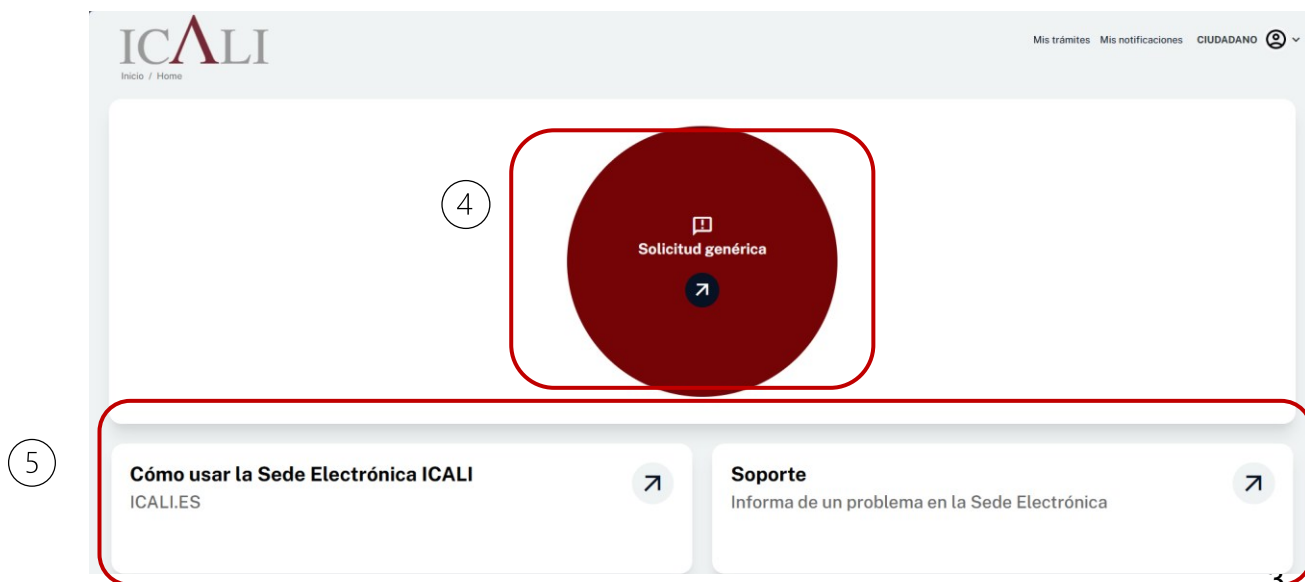 ICALI
Mis trámites Mis notificaciones CIUDADANO
Inicio / Home
4
Solicitud genérica
5
Cómo usar la Sede Electrónica ICALI
ICALI.ES
Soporte
Informa de un problema en la Sede Electrónica